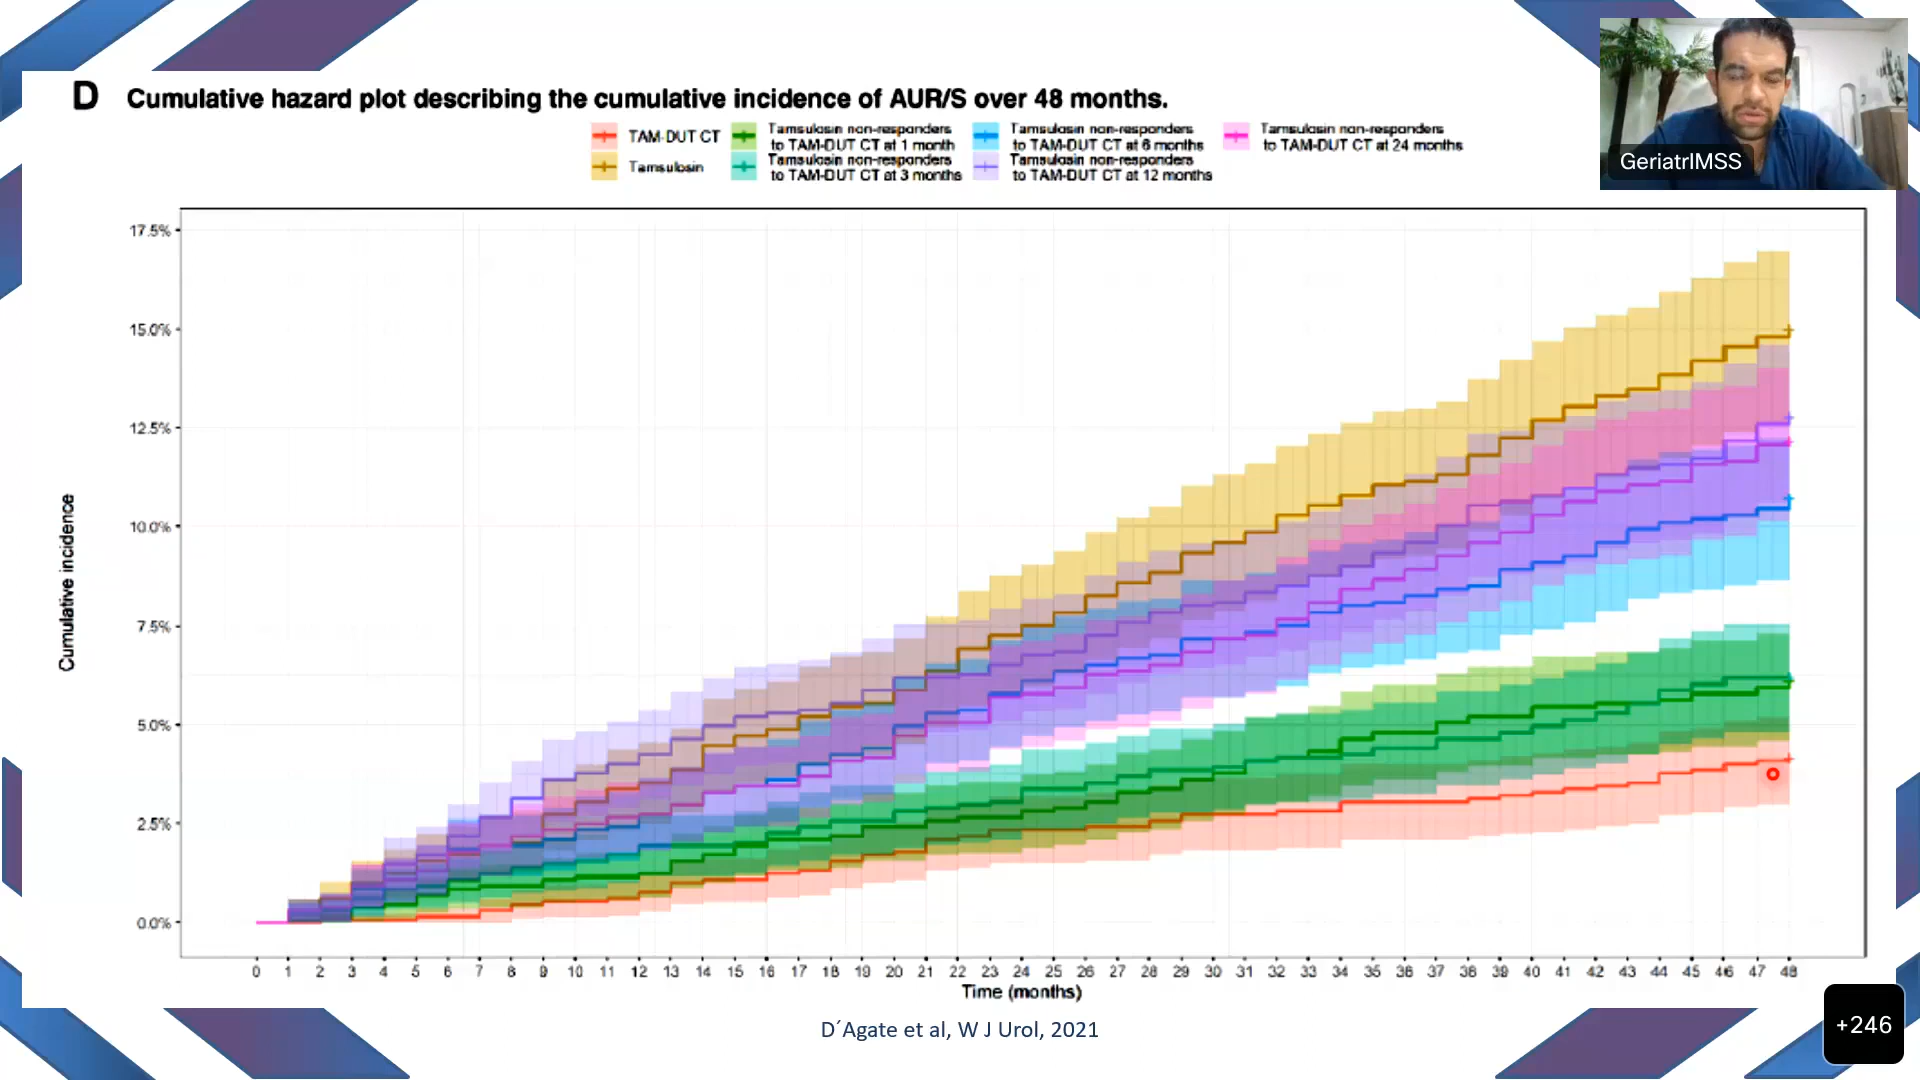 D Cumulative hazard plot describing the cumulative incidence of AUR/S over 48 months.
TAM-DUT CT
Tamsulosin
Tamsulosin non-responders
to TAM-DUT CT at 1 month
Tamsulosin non-responders
to TAM-DUT CT at 3 months
Tamsulosin non-responders
to TAM-DUT CT at 6 months
Tamsulosin non-responders
to TAM-DUT CT at 12 months
Tamsulosin non-responders
to TAM-DUT CT at 24 months
GeriatrIMSS
Cumulative incidence
17.5%
15.0%
12.5%
10.0%
7.5%
5.0%
2.5%
0.0%
0 1 2 3 4 5 6 7 8 9 10 11 12 13 14 15 16 17 18 19 20 21 22 23 24 25 26 27 28 29 30 31 32 33 34 35 36 37 38 39 40 41 42 43 44 45 46 47 48
Time (months)
D´Agate et al, W J Urol, 2021
+246